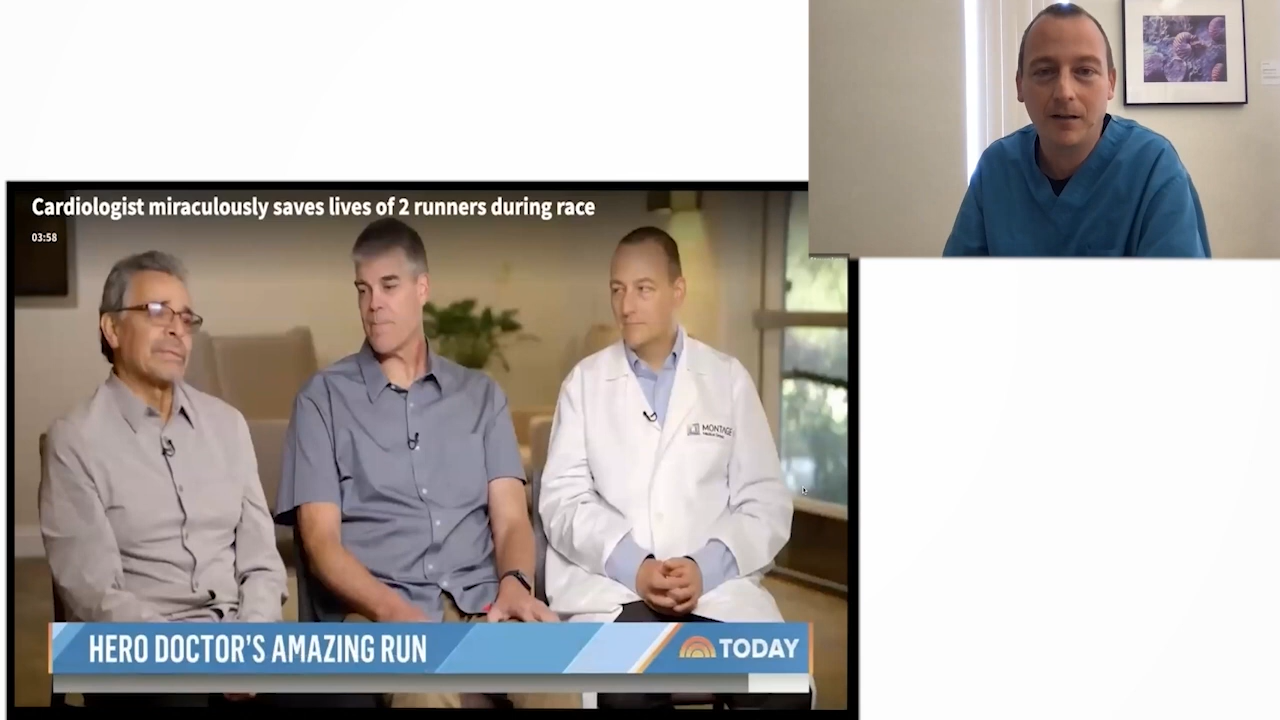 Cardiologist miraculously saves lives of 2 runners during race
03:58
MONTAGE
HERO DOCTOR'S AMAZING RUN
TODAY